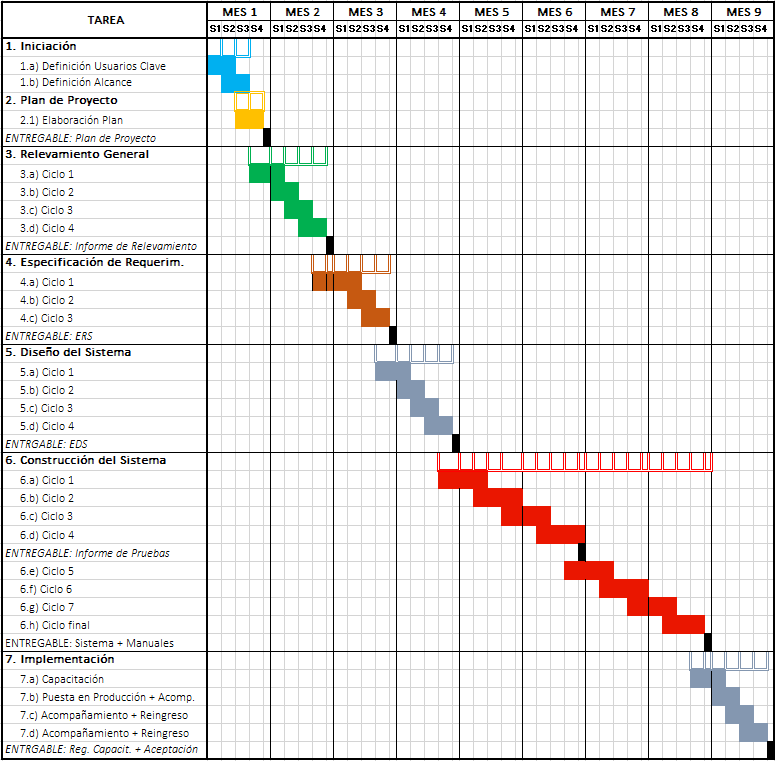 TAREA
MES 1 MES 2 MES 3 MES 4 MES 5 MES 6 MES 7 MES 8 MES 9
S1S2S3S4 S1S2S3S4 S1S2S3S4 S1S2S3S4 S1S2S3S4 S1S2S3S4 S1S2S3S4 S1S2S3S4 S1S2S3S4
1. Iniciación
1.a) Definición Usuarios Clave
1.b) Definición Alcance
2. Plan de Proyecto
2.1) Elaboración Plan
ENTREGABLE: Plan de Proyecto
3. Relevamiento General
3.a) Ciclo 1
3.b) Ciclo 2
3.c) Ciclo 3
3.d) Ciclo 4
ENTREGABLE: Informe de Relevamiento
4. Especificación de Requerim.
4.a) Ciclo 1
4.b) Ciclo 2
4.c) Ciclo 3
ENTREGABLE: ERS
5. Diseño del Sistema
5.a) Ciclo 1
5.b) Ciclo 2
5.c) Ciclo 3
5.d) Ciclo 4
ENTRGABLE: EDS
6. Construcción del Sistema
6.a) Ciclo 1
6.b) Ciclo 2
6.c) Ciclo 3
6.d) Ciclo 4
ENTREGABLE: Informe de Pruebas
6.e) Ciclo 5
6.f) Ciclo 6
6.g) Ciclo 7
6.h) Ciclo final
ENTREGABLE: Sistema + Manuales
7. Implementación
7.a) Capacitación
7.b) Puesta en Producción + Acomp.
7.c) Acompañamiento + Reingreso
7.d) Acompañamiento + Reingreso
ENTRGABLE: Reg. Capacit. + Aceptación